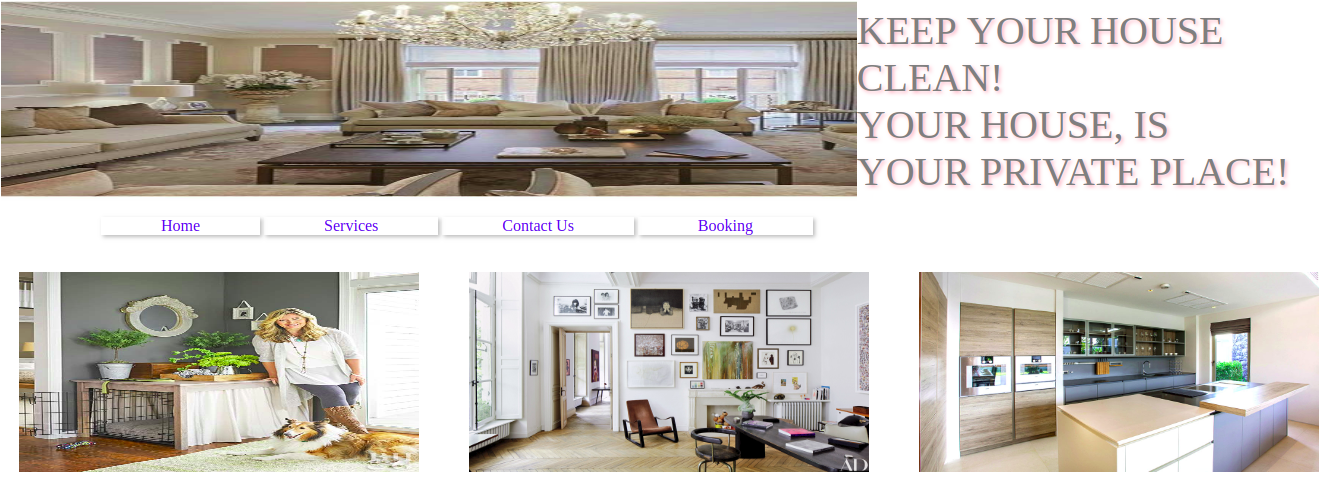 KEEP YOUR HOUSE
CLEAN!
YOUR HOUSE, IS
YOUR PRIVATE PLACE!
Home
Services
Contact Us
Booking
AD